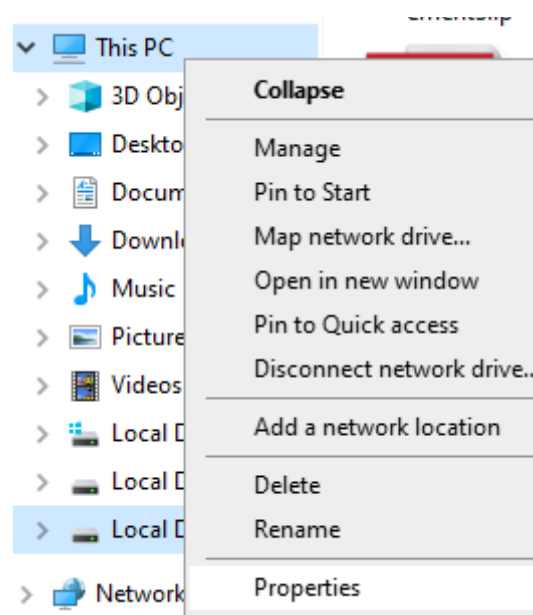 This PC
3D Obj
Deskto
Docum
Downl
Music
Picture
Videos
Local D
Local D
Local D
Network
Collapse
Manage
Pin to Start
Map network drive...
Open in new window
Pin to Quick access
Disconnect network drive..
Add a network location
Delete
Rename
Properties